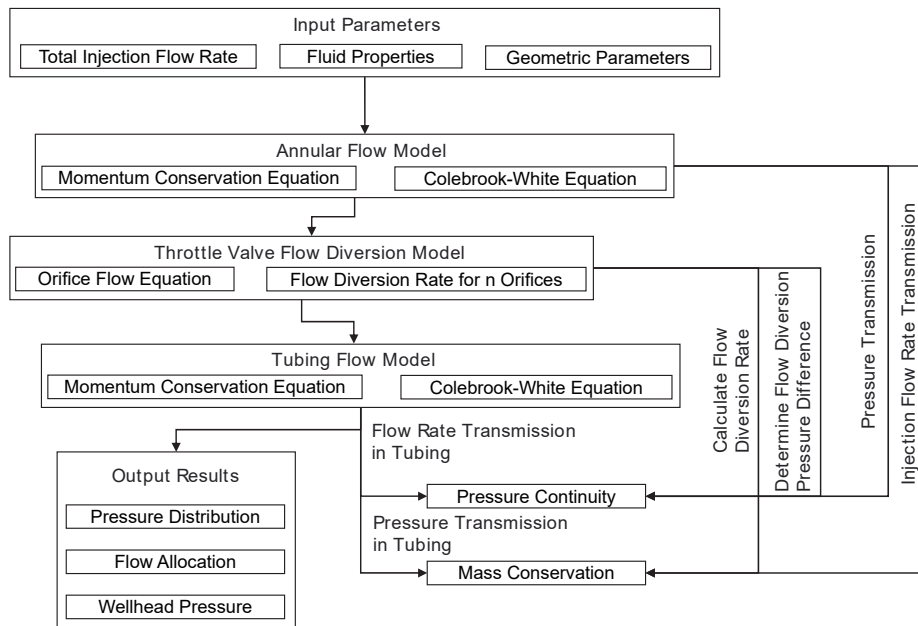 Input Parameters
Total Injection Flow Rate
Fluid Properties
Geometric Parameters
Annular Flow Model
Momentum Conservation Equation
Colebrook-White Equation
Throttle Valve Flow Diversion Model
Orifice Flow Equation
Flow Diversion Rate for n Orifices
Tubing Flow Model
Momentum Conservation Equation
Colebrook-White Equation
Flow Rate Transmission
in Tubing
Output Results
Pressure Distribution
Flow Allocation
Wellhead Pressure
Pressure Continuity
Pressure Transmission
in Tubing
Mass Conservation
Calculate Flow
Diversion Rate
Determine Flow Diversion
Pressure Difference
Pressure Transmission
Injection Flow Rate Transmission